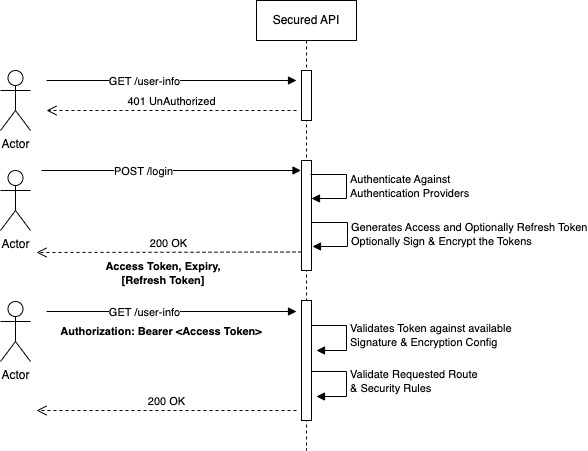 Secured API
GET /user-info
401 UnAuthorized
Actor
POST /login
Authenticate Against
Authentication Providers
Generates Access and Optionally Refresh Token
Optionally Sign & Encrypt the Tokens
Actor
200 OK
Access Token, Expiry,
[Refresh Token]
GET /user-info
Authorization: Bearer <Access Token>
Validates Token against available
Signature & Encryption Config
Actor
Validate Requested Route
& Security Rules
200 OK